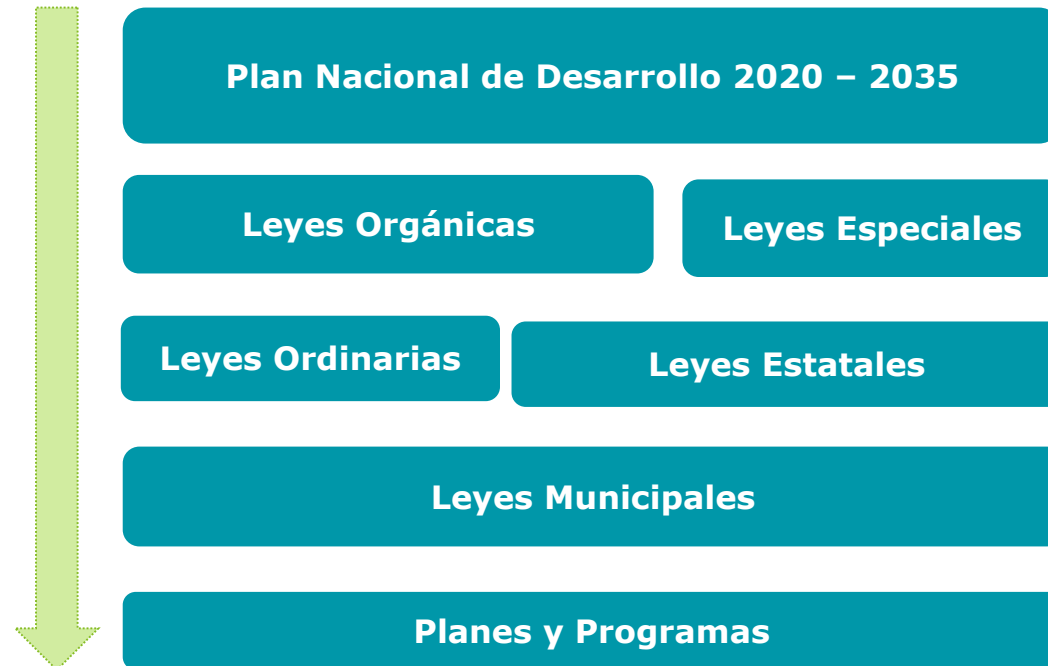 Plan Nacional de Desarrollo 2020 – 2035
Leyes Orgánicas
Leyes Especiales
Leyes Ordinarias
Leyes Estatales
Leyes Municipales
Planes y Programas